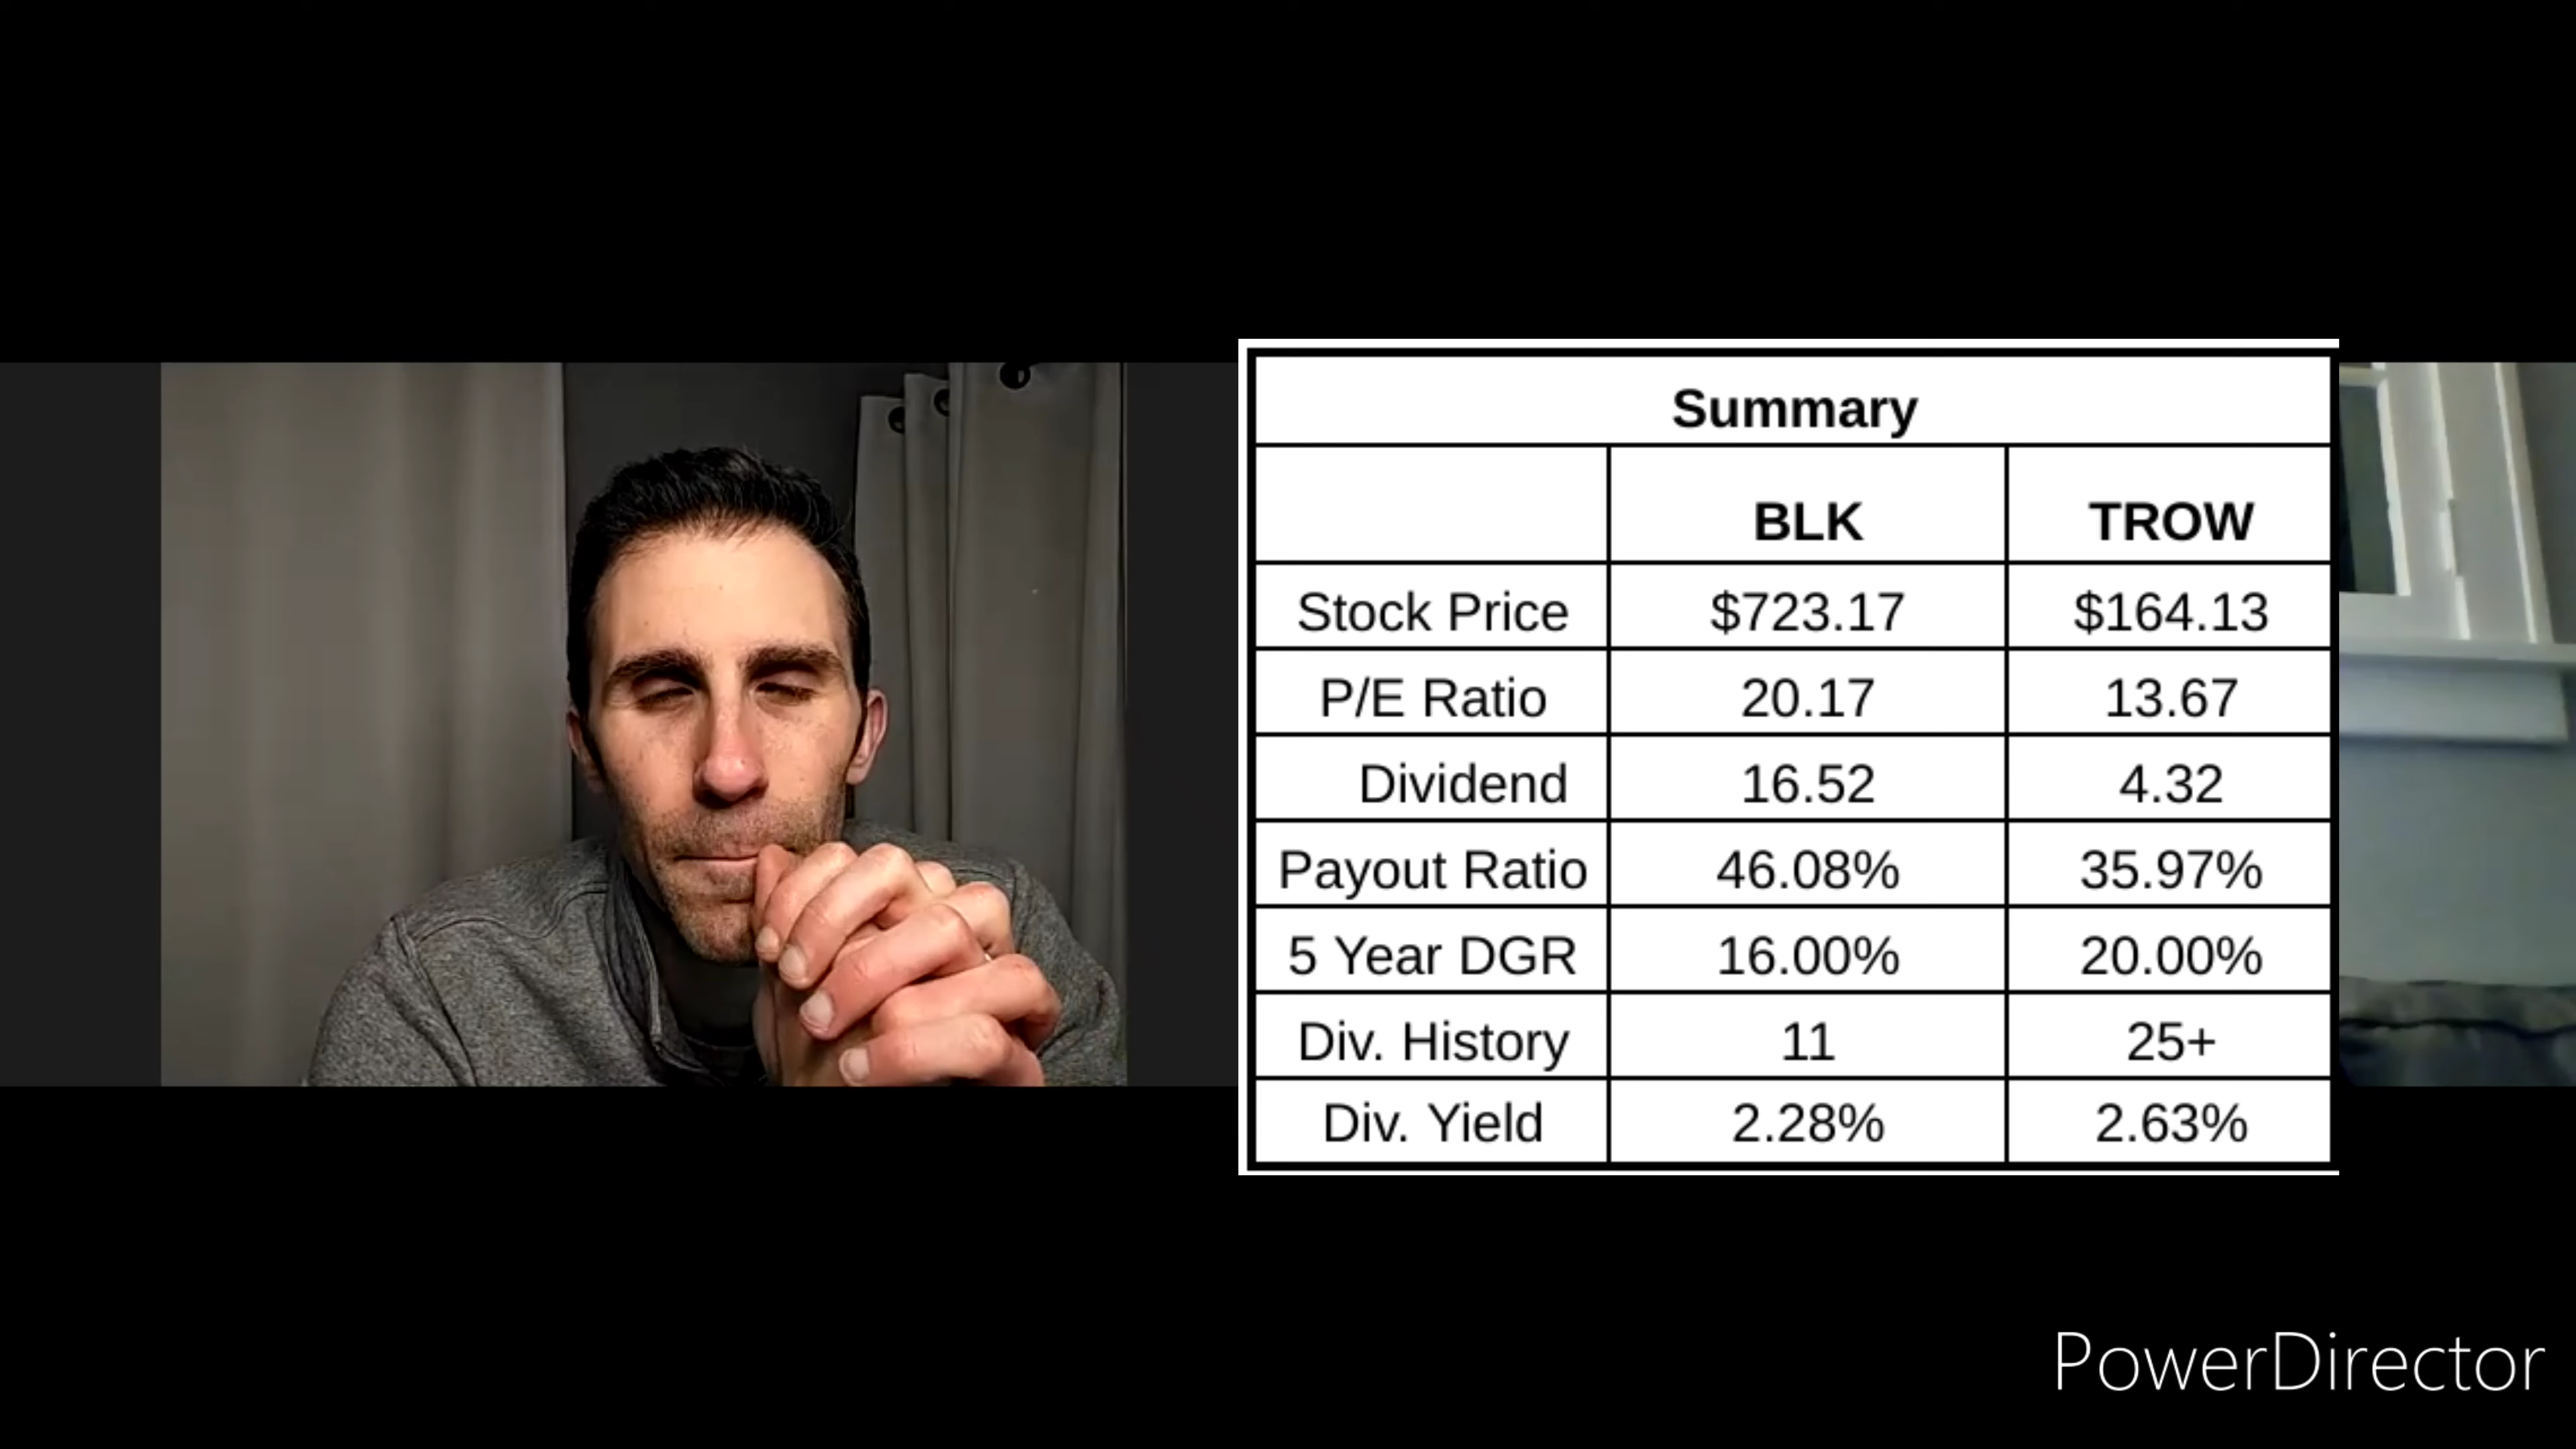 Summary
BLK TROW
Stock Price $723.17 $164.13
P/E Ratio 20.17 13.67
Dividend 16.52 4.32
Payout Ratio 46.08% 35.97%
5 Year DGR 16.00% 20.00%
Div. History 11 25+
Div. Yield 2.28% 2.63%
PowerDirector